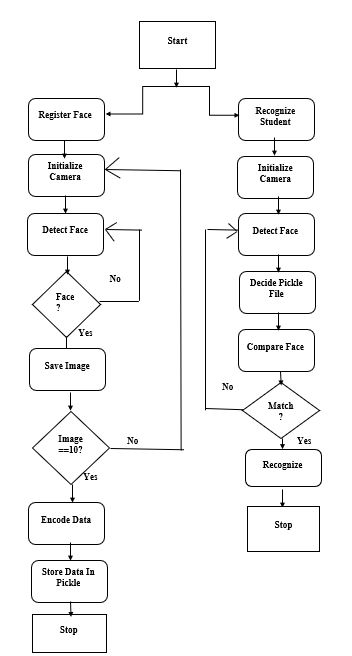 Start
Register Face
Recognize
Student
Initialize
Camera
Initialize
Camera
Detect Face
Detect Face
No
Face
?
Decide Pickle
File
Yes
Compare Face
Save Image
No
Match
?
Image
==10?
No
Yes
Yes
Recognize
Encode Data
Stop
Store Data In
Pickle
Stop